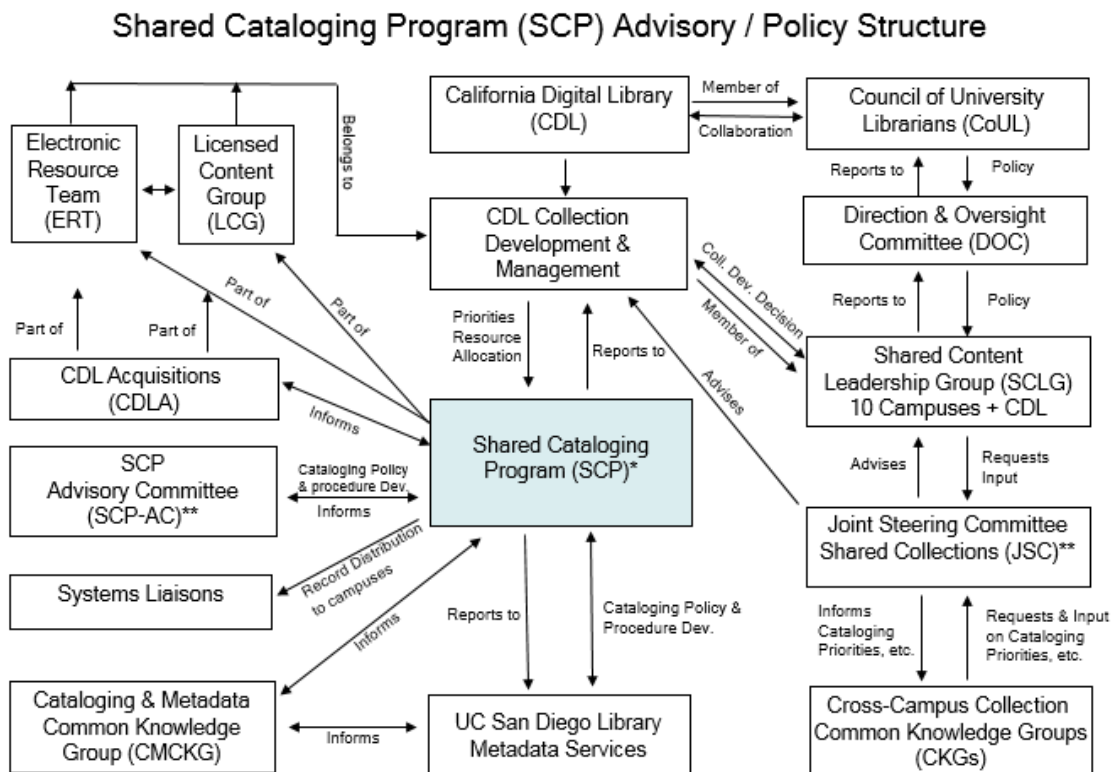 Shared Cataloging Program (SCP) Advisory / Policy Structure
California Digital Library
(CDL)
Member of
Collaboration
Council of University
Librarians (CoUL)
Electronic
Resource
Team
(ERT)
Licensed
Content
Group
(LCG)
Belongs to
Reports to
Policy
CDL Collection
Development &
Management
Direction & Oversight
Committee (DOC)
Part of
Part of
Part of
Part of
Priorities
Resource
Allocation
Reports to
Coll. Dev. Decision
Member of
Reports to
Policy
CDL Acquisitions
(CDLA)
Informs
Advises
Shared Content
Leadership Group (SCLG)
10 Campuses + CDL
Shared Cataloging
Program (SCP)*
SCP
Advisory Committee
(SCP-AC)**
Cataloging Policy
& procedure Dev.
Informs
Advises
Requests
Input
Joint Steering Committee
Shared Collections (JSC)**
Systems Liaisons
Record Distribution
to campuses
Informs
Reports to
Cataloging Policy &
Procedure Dev.
Informs
Cataloging
Priorities, etc.
Requests & Input
on Cataloging
Priorities, etc.
Cataloging & Metadata
Common Knowledge
Group (CMCKG)
Informs
UC San Diego Library
Metadata Services
Cross-Campus Collection
Common Knowledge Groups
(CKGs)